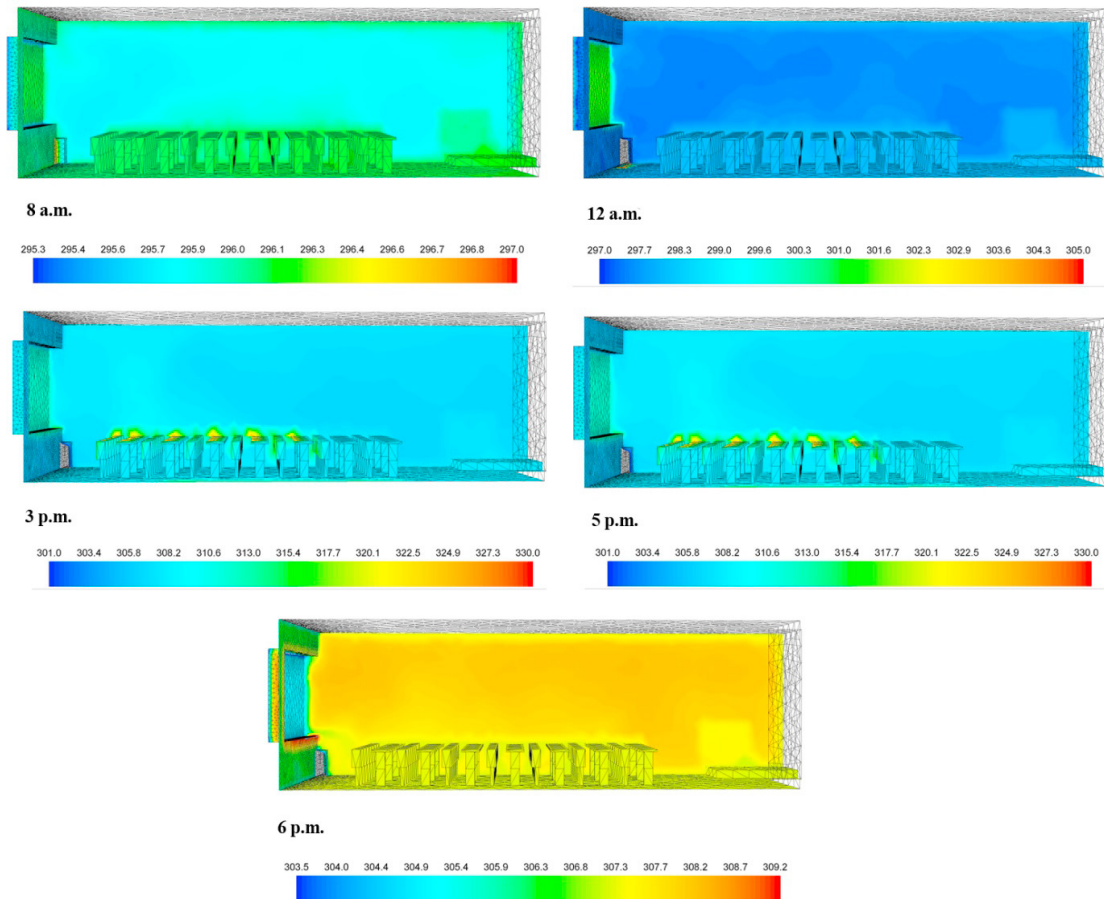 8 a.m.
12 a.m.
295.3 295.4 295.6 295.7 295.9 296.0 296.1 296.3 296.4 296.6 296.7 296.8 297.0
297.0 297.7 298.3 299.0 299.6 300.3 301.0 301.6 302.3 302.9 303.6 304.3 305.0
3 p.m.
5 p.m.
301.0 303.4 305.8 308.2 310.6 313.0 315.4 317.7 320.1 322.5 324.9 327.3 330.0
301.0 303.4 305.8 308.2 310.6 313.0 315.4 317.7 320.1 322.5 324.9 327.3 330.0
6 p.m.
303.5 304.0 304.4 304.9 305.4 305.9 306.3 306.8 307.3 307.7 308.2 308.7 309.2